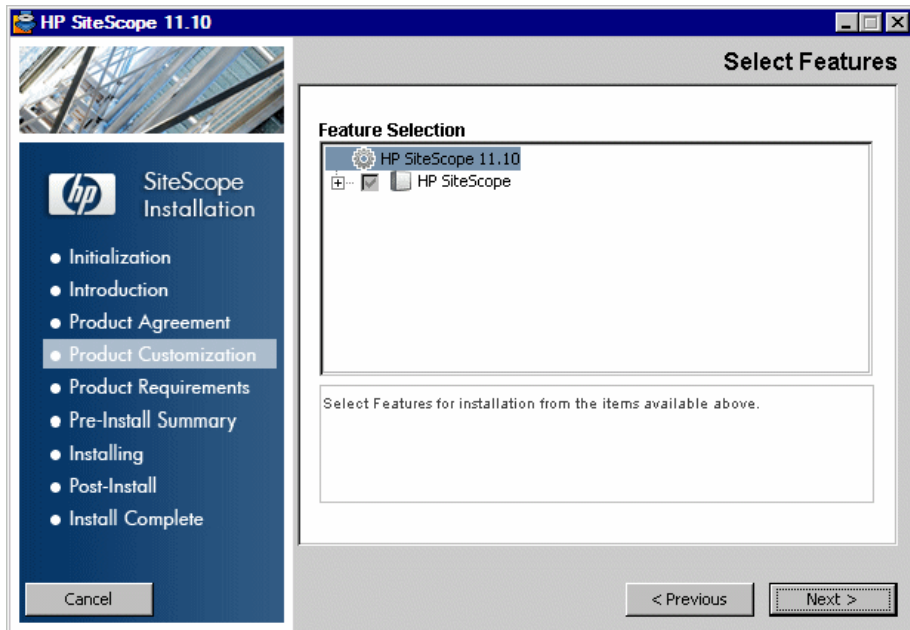 HP SiteScope 11.10
Select Features
hp
SiteScope
Installation
Initialization
Introduction
Product Agreement
Product Customization
Product Requirements
Pre-Install Summary
Installing
Post-Install
Install Complete
Cancel
Feature Selection
HP SiteScope 11.10
HP SiteScope
Select Features for installation from the items available above.
< Previous
Next >